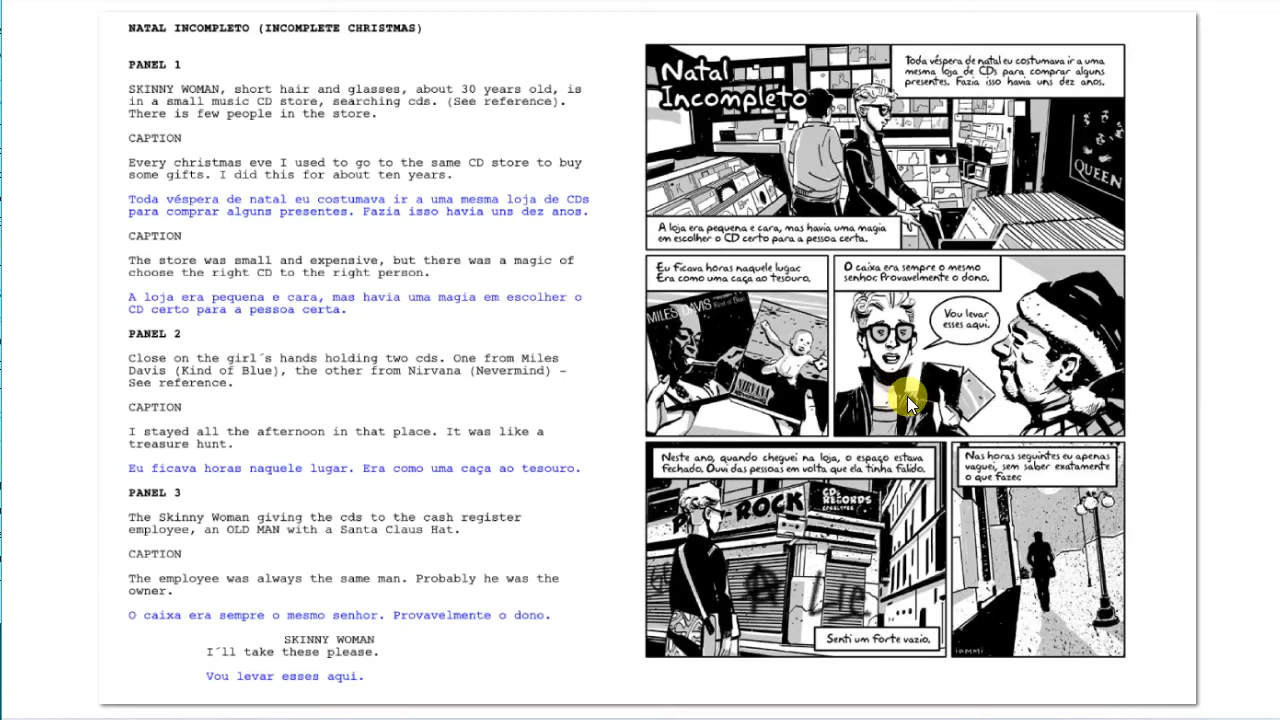 NATAL INCOMPLETO (INCOMPLETE CHRISTMAS)
PANEL 1
SKINNY WOMAN, short hair and glasses, about 30 years old, is
in a small music CD store, searching cds. (See reference).
There is few people in the store.
CAPTION
Every christmas eve I used to go to the same CD store to buy
some gifts. I did this for about ten years.
Toda véspera de natal eu costumava ir a uma mesma loja de CDs
para comprar alguns presentes. Fazia isso havia uns dez anos.
CAPTION
The store was small and expensive, but there was a magic of
choose the right CD to the right person.
A loja era pequena e cara, mas havia uma magia em escolher o
CD certo para a pessoa certa.
PANEL 2
Close on the girl´s hands holding two cds. One from Miles
Davis (Kind of Blue), the other from Nirvana (Nevermind) –
See reference.
CAPTION
I stayed all the afternoon in that place. It was like a
treasure hunt.
Eu ficava horas naquele lugar. Era como uma caça ao tesouro.
PANEL 3
The Skinny Woman giving the cds to the cash register
employee, an OLD MAN with a Santa Claus Hat.
CAPTION
The employee was always the same man. Probably he was the
owner.
O caixa era sempre o mesmo senhor. Provavelmente o dono.
SKINNY WOMAN
I´ll take these please.
Vou levar esses aqui.
Natal
Incompleto
Toda véspera de natal eu costumava ir a uma
mesma loja de CDs para comprar alguns
presentes. Fazia isso havia uns dez anos.
QUEEN
A loja era pequena e cara, mas havia uma magia
em escolher o CD certo para a pessoa certa.
Eu ficava horas naquele lugar.
Era como uma caça ao tesouro.
MILES DAVIS
Kind of Blue
NIRVANA
O caixa era sempre o mesmo
senhor. Provavelmente o dono.
Vou levar
esses aqui.
Neste ano, quando cheguei na loja, o espaço estava
fechado. Ouvi das pessoas em volta que ela tinha falido.
-ROCK
CDs
RECORDS
Senti um forte vazio.
Nas horas seguintes eu apenas
vaguei, sem saber exatamente
o que fazer.